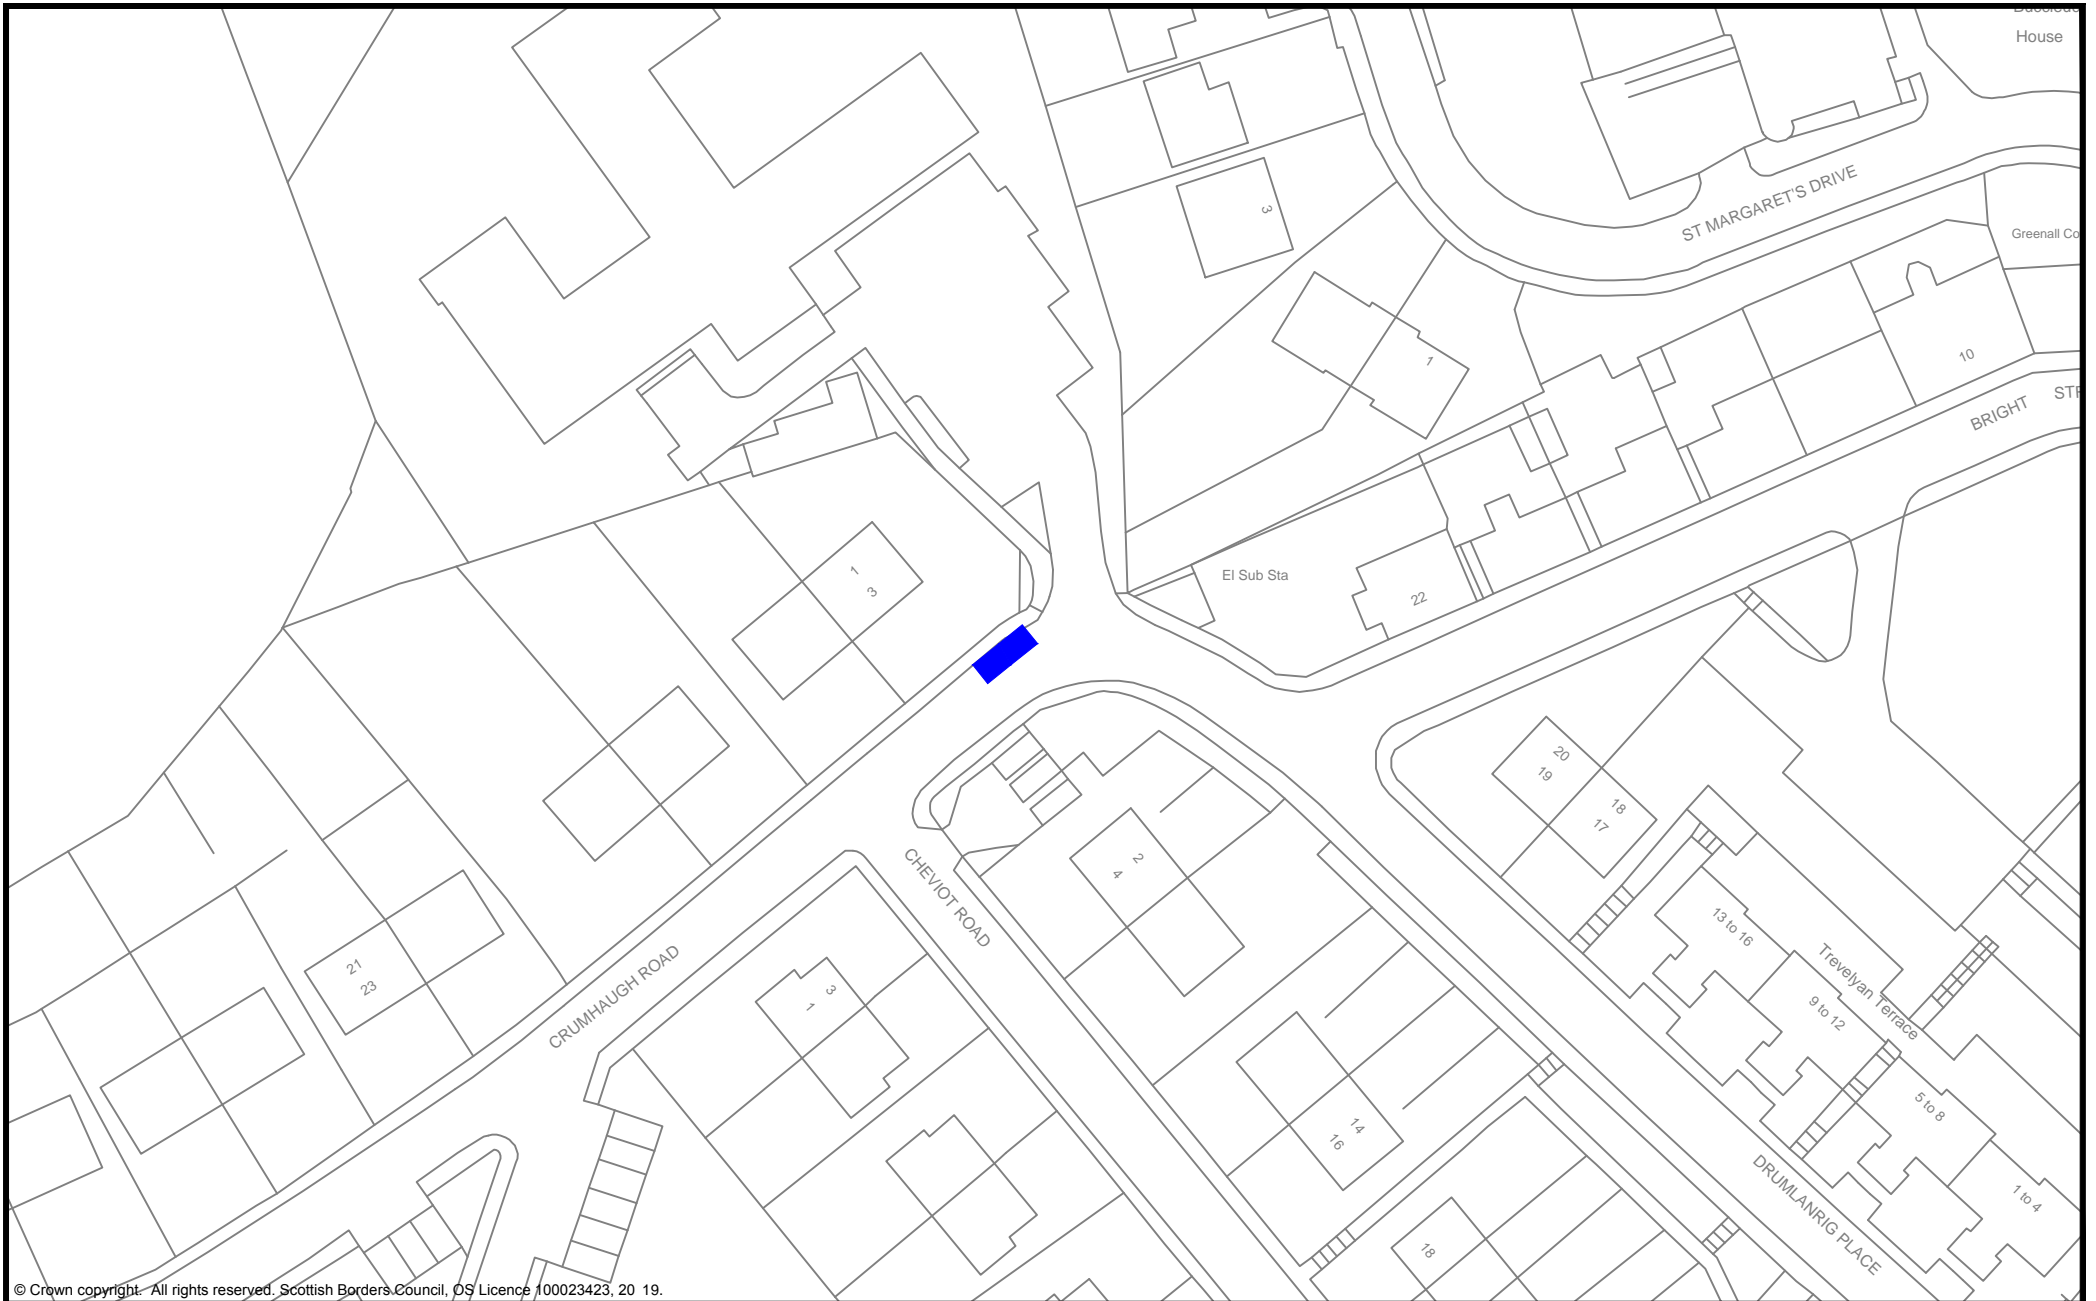 House
ST MARGARET'S DRIVE
3
Greenall Co
1
10
BRIGHT STR
El Sub Sta
22
1
3
20
19
18
17
2
4
CHEVIOT ROAD
13 to 16
Trevelyan Terrace
9 to 12
21
23
CRUMHAUGH ROAD
3
1
5 to 8
14
16
DRUMLANRIG PLACE
1 to 4
18
© Crown copyright. All rights reserved. Scottish Borders Council, OS Licence 100023423, 20 19.